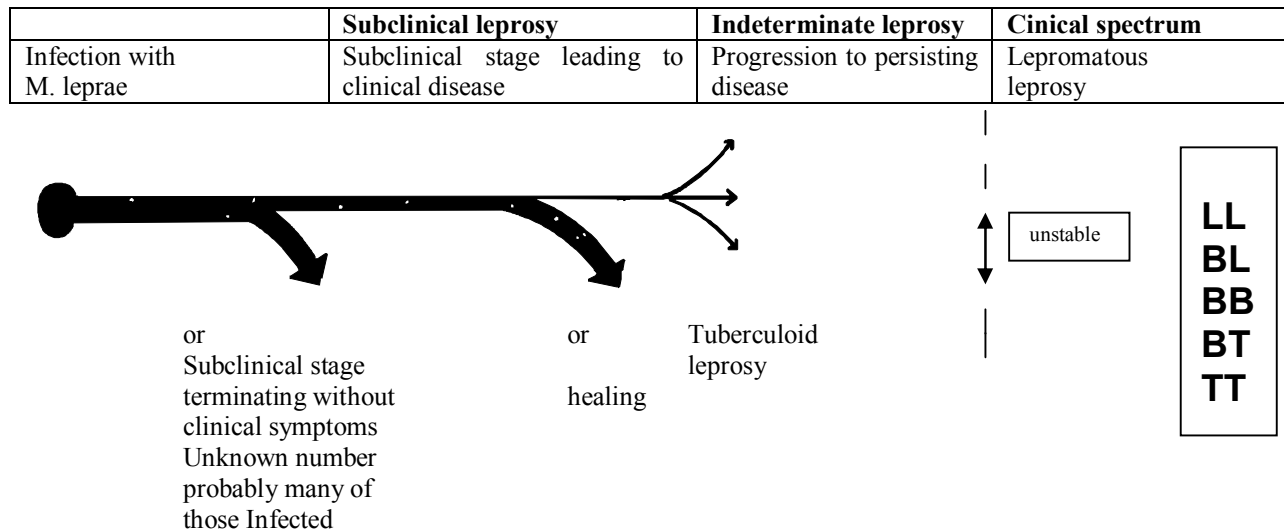 Subclinical leprosy
Indeterminate leprosy
Cinical spectrum
Infection with
M. leprae
Subclinical stage leading to
clinical disease
Progression to persisting
disease
Lepromatous
leprosy
unstable
LL
BL
BB
BT
TT
or
Subclinical stage
terminating without
clinical symptoms
Unknown number
probably many of
those Infected
or
healing
Tuberculoid
leprosy